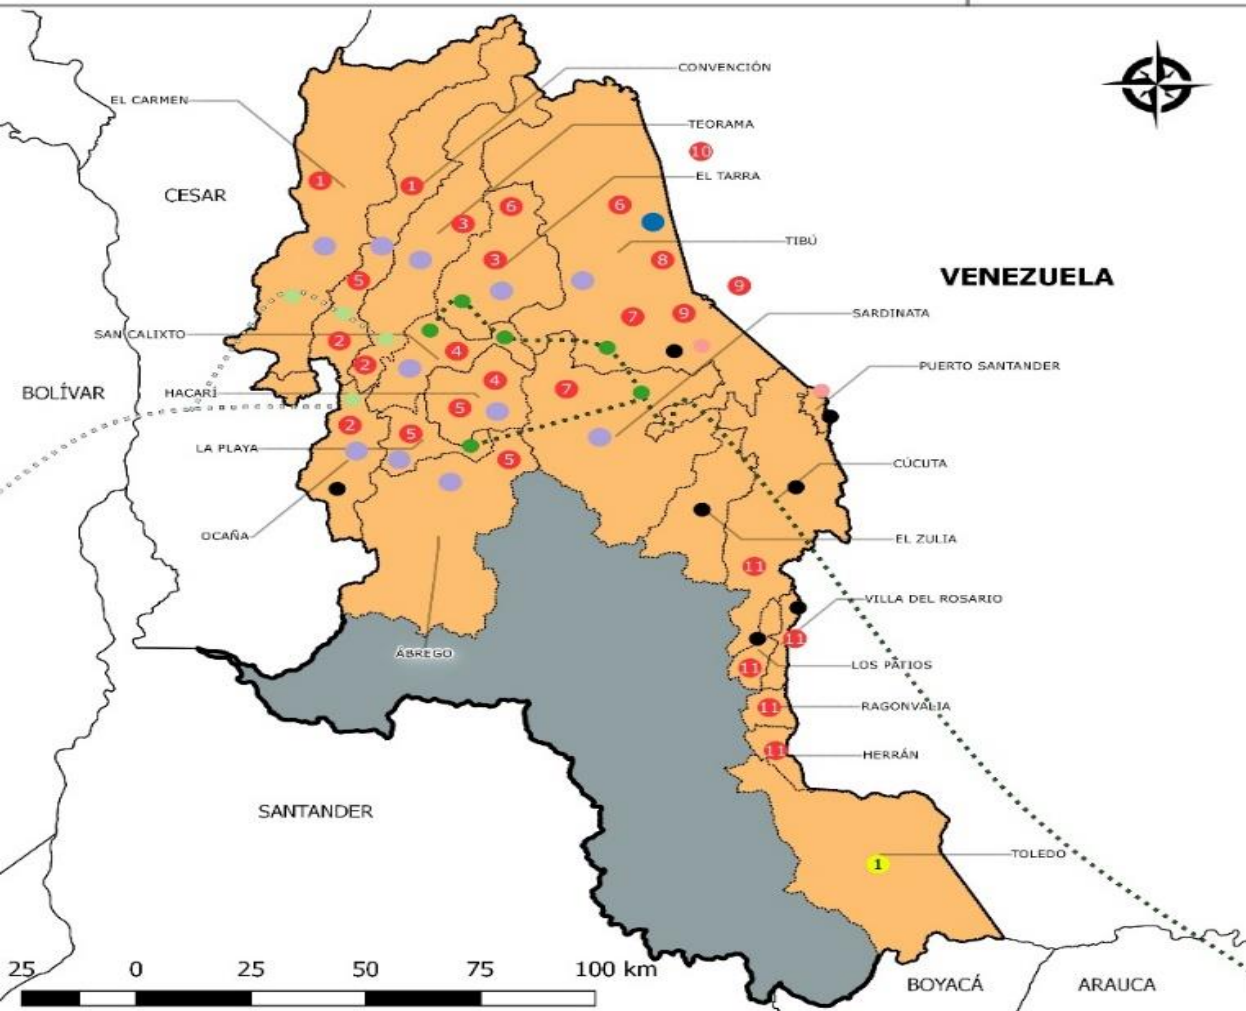 CONVENCIÓN
EL CARMEN
TEORAMA
10
EL TARRA
CESAR
1
1
6
6
3
TIBÚ
3
8
VENEZUELA
5
9
7
9
SARDINATA
SAN CALIXTO
2
4
2
PUERTO SANTANDER
BOLÍVAR
HACARÍ
4
7
5
2
5
LA PLAYA
5
CÚCUTA
OCAÑA
EL ZULIA
11
VILLA DEL ROSARIO
11
ÁBREGO
11
LOS PATIOS
11
RAGONVALIA
11
HERRÁN
SANTANDER
1
TOLEDO
25 0 25 50 75 100 km
BOYACÁ
ARAUCA